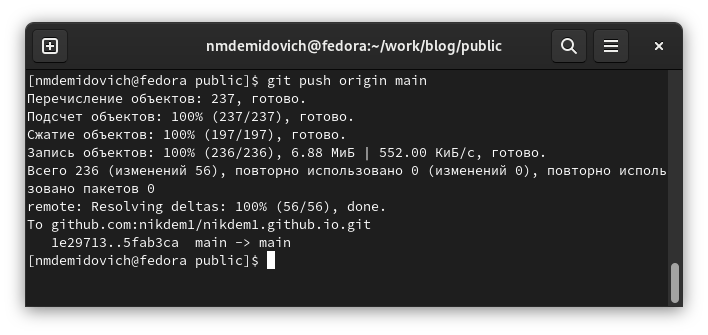 nmdemidovich@fedora:~/work/blog/public
[nmdemidovich@fedora public]$ git push origin main
Перечисление объектов: 237, готово.
Подсчет объектов: 100% (237/237), готово.
Сжатие объектов: 100% (197/197), готово.
Запись объектов: 100% (236/236), 6.88 МиБ | 552.00 КиБ/с, готово.
Всего 236 (изменений 56), повторно использовано 0 (изменений 0), повторно исполь
зовано пакетов 0
remote: Resolving deltas: 100% (56/56), done.
To github.com:nikdem1/nikdem1.github.io.git
   1e29713..5fab3ca  main -> main
[nmdemidovich@fedora public]$